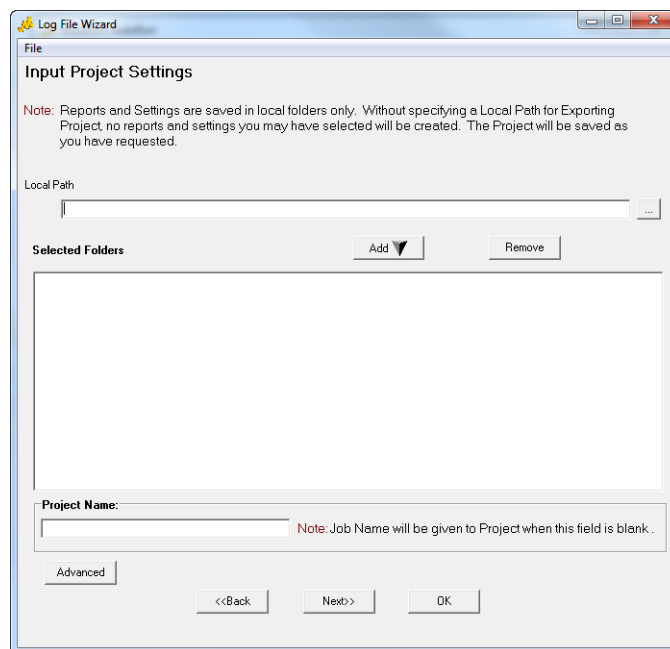 Log File Wizard
File
Input Project Settings
Note: Reports and Settings are saved in local folders only. Without specifying a Local Path for Exporting
Project, no reports and settings you may have selected will be created. The Project will be saved as
you have requested.
Local Path
...
Selected Folders Add Remove
Project Name:
Note: Job Name will be given to Project when this field is blank .
Advanced
<<Back Next>> OK